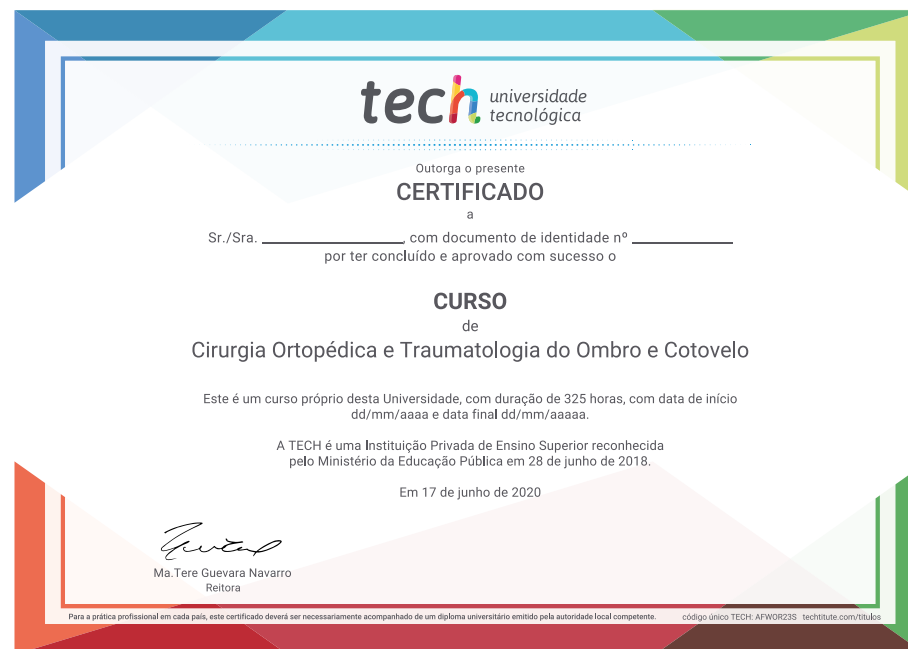 tech universidade
tecnológica
Outorga o presente
CERTIFICADO
a
Sr./Sra. ________________, com documento de identidade nº ____________
por ter concluído e aprovado com sucesso o
CURSO
de
Cirurgia Ortopédica e Traumatologia do Ombro e Cotovelo
Este é um curso próprio desta Universidade, com duração de 325 horas, com data de início
dd/mm/aaaa e data final dd/mm/aaaaa.
A TECH é uma Instituição Privada de Ensino Superior reconhecida
pelo Ministério da Educação Pública em 28 de junho de 2018.
Em 17 de junho de 2020
Ma.Tere Guevara Navarro
Reitora
Para a prática profissional em cada país, este certificado deverá ser necessariamente acompanhado de um diploma universitário emitido pela autoridade local competente. código único TECH: AFWOR23S techtitute.com/titulos